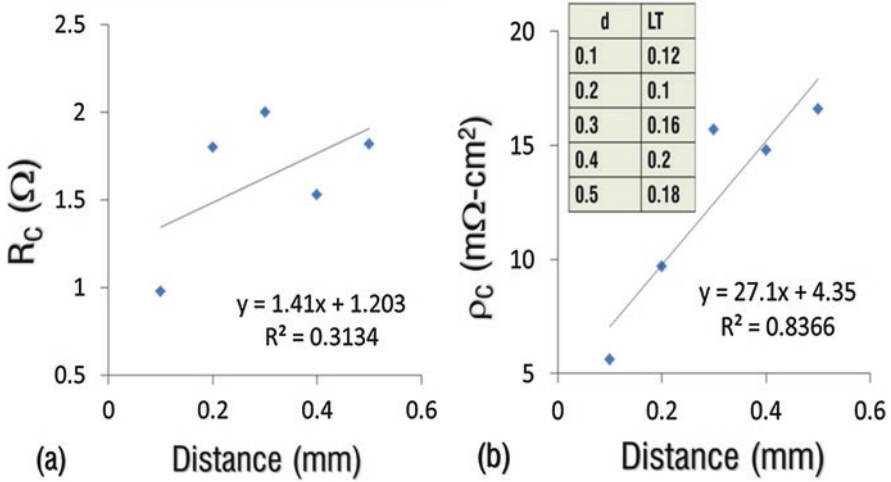 2.5
2
1.5
1
0.5
0
0.2
0.4
0.6
R_C (Ω)
y = 1.41x + 1.203
R² = 0.3134
(a)
Distance (mm)
20
15
10
5
0
0.2
0.4
0.6
ρ_C (mΩ-cm²)
d LT
0.1 0.12
0.2 0.1
0.3 0.16
0.4 0.2
0.5 0.18
y = 27.1x + 4.35
R² = 0.8366
(b)
Distance (mm)